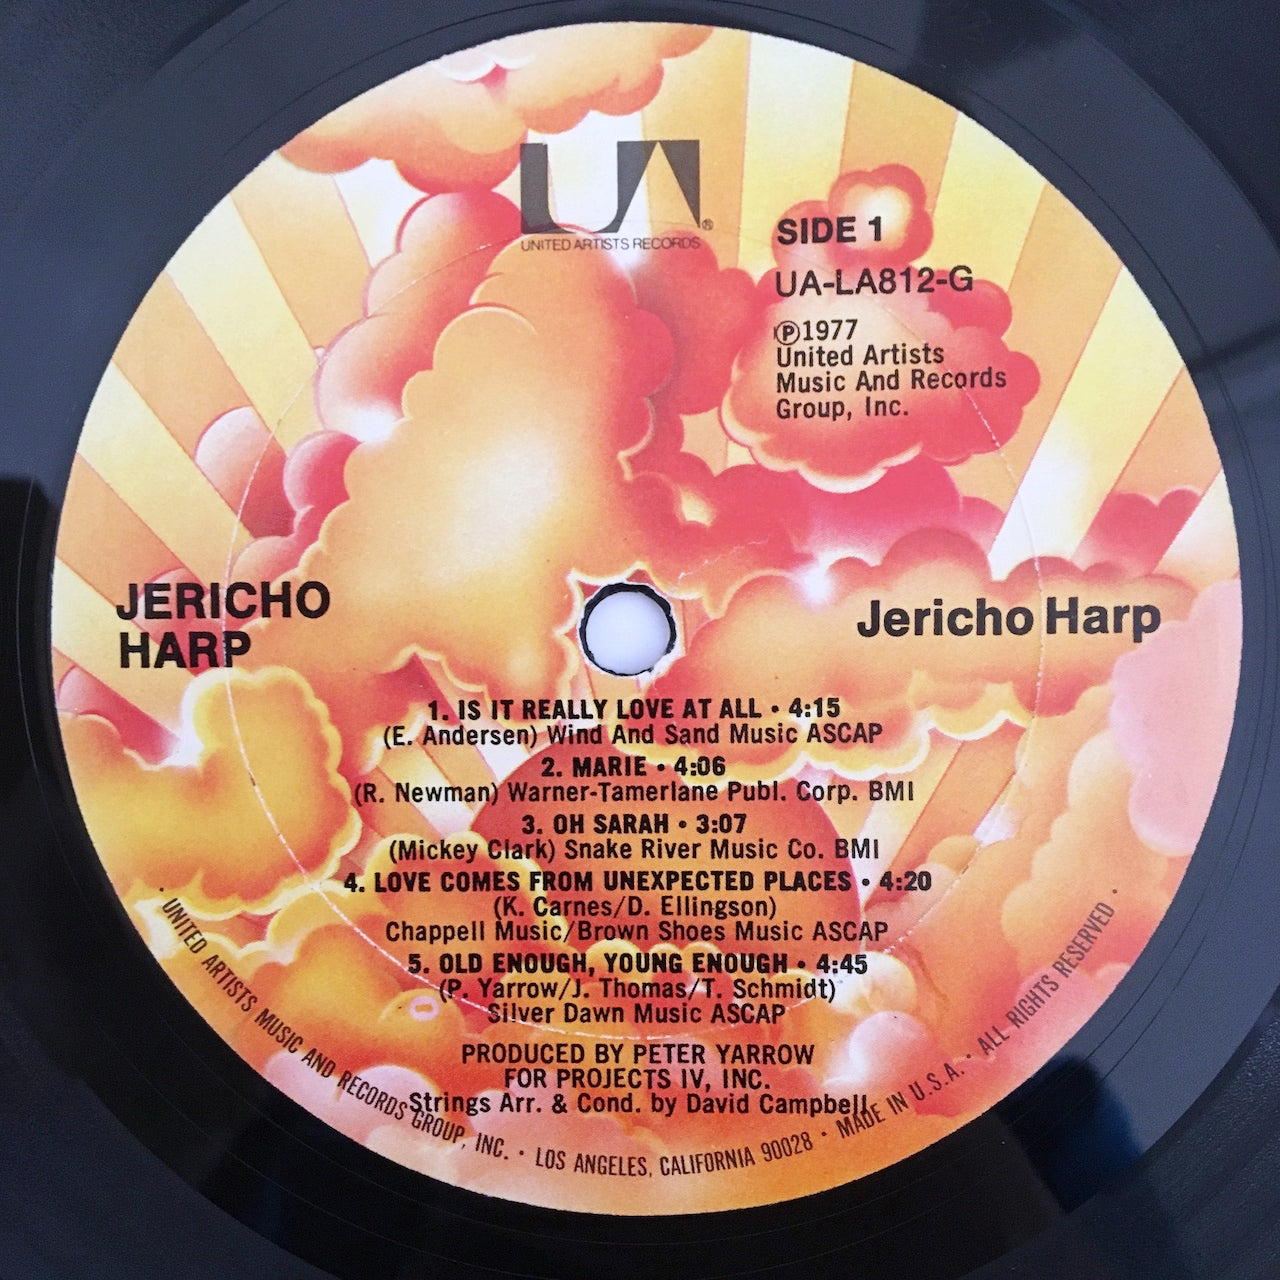 UA®
UNITED ARTISTS RECORDS
SIDE 1
UA-LA812-G
Ⓟ1977
United Artists
Music And Records
Group, Inc.
JERICHO
HARP
Jericho Harp
1. IS IT REALLY LOVE AT ALL • 4:15
(E. Andersen) Wind And Sand Music ASCAP
2. MARIE • 4:06
(R. Newman) Warner-Tamerlane Publ. Corp. BMI
3. OH SARAH • 3:07
(Mickey Clark) Snake River Music Co. BMI
4. LOVE COMES FROM UNEXPECTED PLACES • 4:20
(K. Carnes/D. Ellingson)
Chappell Music/Brown Shoes Music ASCAP
5. OLD ENOUGH, YOUNG ENOUGH • 4:45
(P. Yarrow/J. Thomas/T. Schmidt)
Silver Dawn Music ASCAP
PRODUCED BY PETER YARROW
FOR PROJECTS IV, INC.
Strings Arr. & Cond. by David Campbell
• UNITED ARTISTS MUSIC AND RECORDS GROUP, INC. • LOS ANGELES, CALIFORNIA 90028 • MADE IN U.S.A. • ALL RIGHTS RESERVED •